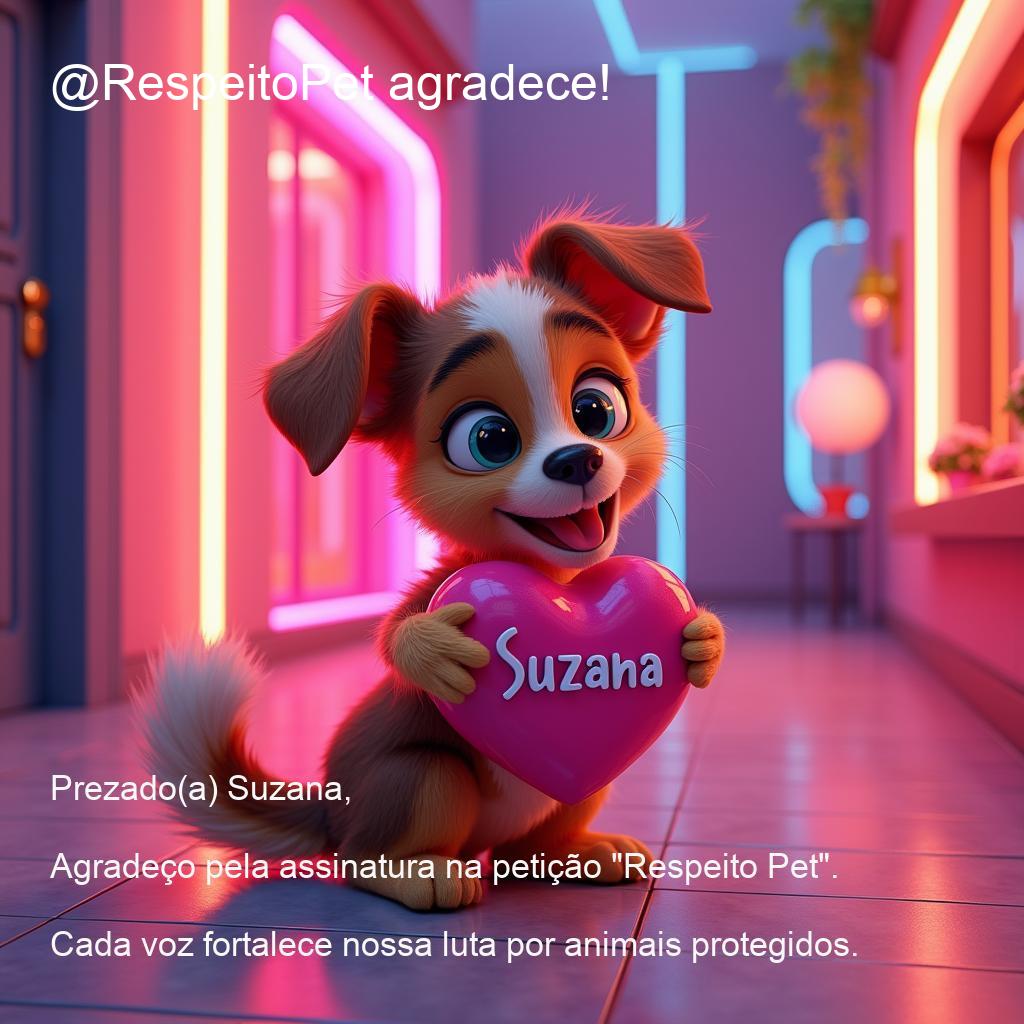 @RespeitoPet agradece!
Suzana
Prezado(a) Suzana,
Agradeço pela assinatura na petição "Respeito Pet".
Cada voz fortalece nossa luta por animais protegidos.